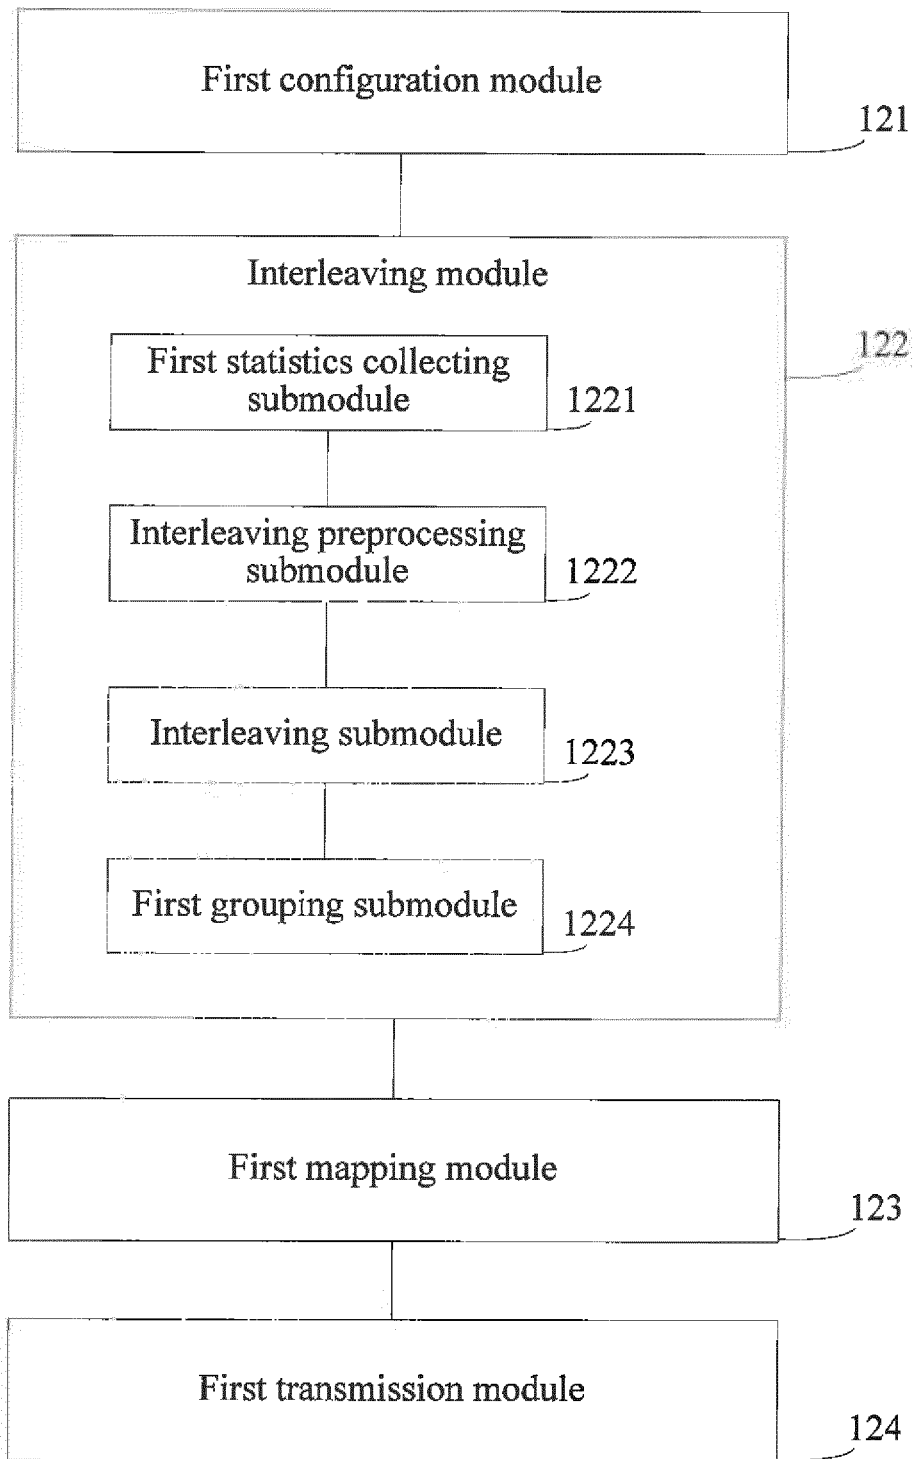 First configuration module
121
Interleaving module
122
First statistics collecting
submodule
1221
Interleaving preprocessing
submodule
1222
Interleaving submodule
1223
First grouping submodule
1224
First mapping module
123
First transmission module
124